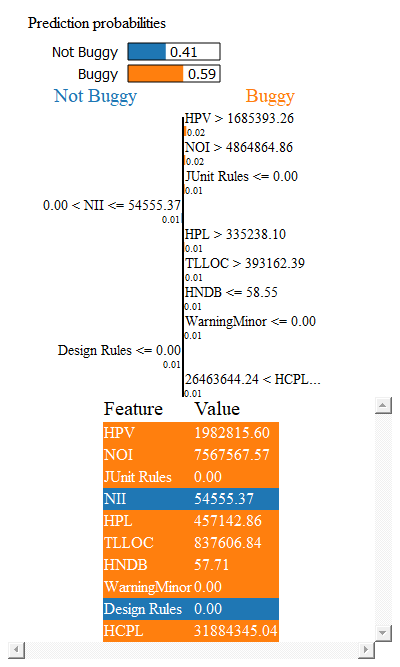 Prediction probabilities
Not Buggy 0.41
Buggy 0.59
Not Buggy Buggy
HPV > 1685393.26
0.02
NOI > 4864864.86
0.02
JUnit Rules <= 0.00
0.01
0.00 < NII <= 54555.37
0.01
HPL > 335238.10
0.01
TLLOC > 393162.39
0.01
HNDB <= 58.55
0.01
WarningMinor <= 0.00
0.01
Design Rules <= 0.00
0.01
26463644.24 < HCPL...
0.01
Feature Value
HPV 1982815.60
NOI 7567567.57
JUnit Rules 0.00
NII 54555.37
HPL 457142.86
TLLOC 837606.84
HNDB 57.71
WarningMinor 0.00
Design Rules 0.00
HCPL 31884345.04